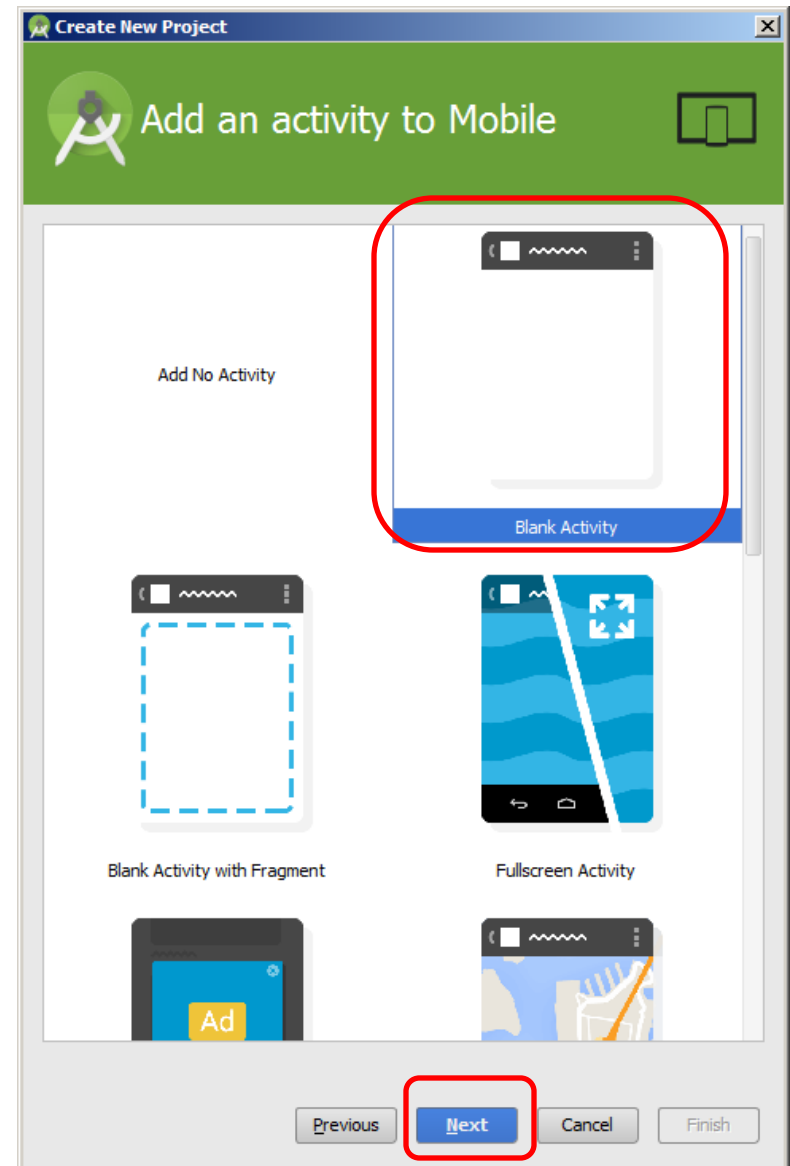 Create New Project
Add an activity to Mobile
Add No Activity
Blank Activity
Blank Activity with Fragment
Fullscreen Activity
Ad
Previous
Next
Cancel
Finish